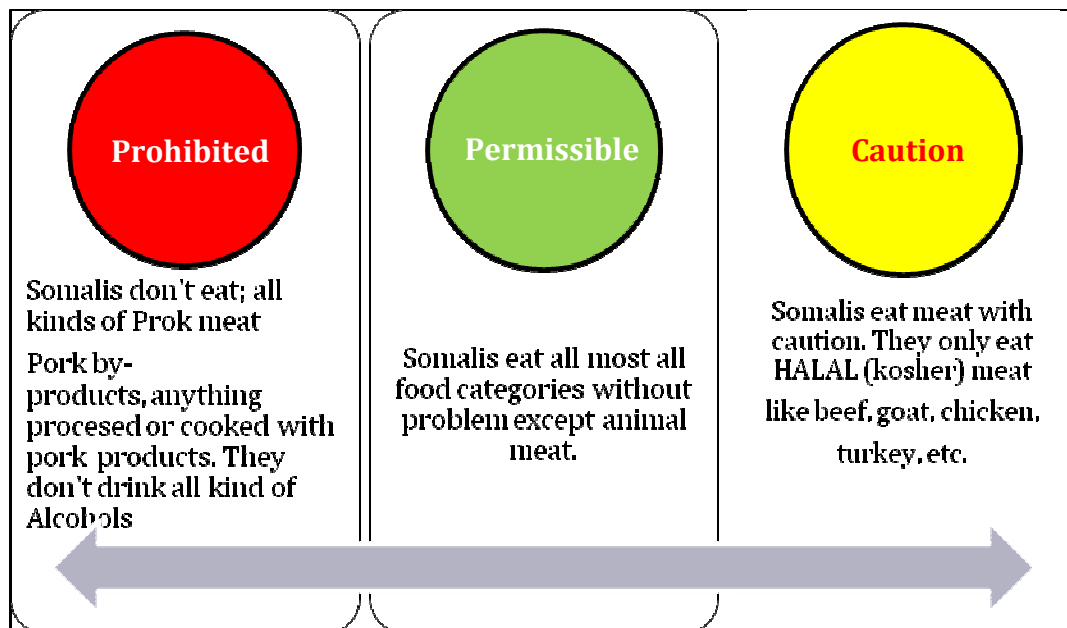 Prohibited
Somalis don't eat; all
kinds of Prok meat
Pork by-
products, anything
procesed or cooked with
pork products. They
don't drink all kind of
Alcohols
Permissible
Somalis eat all most all
food categories without
problem except animal
meat.
Caution
Somalis eat meat with
caution. They only eat
HALAL (kosher) meat
like beef, goat, chicken,
turkey, etc.